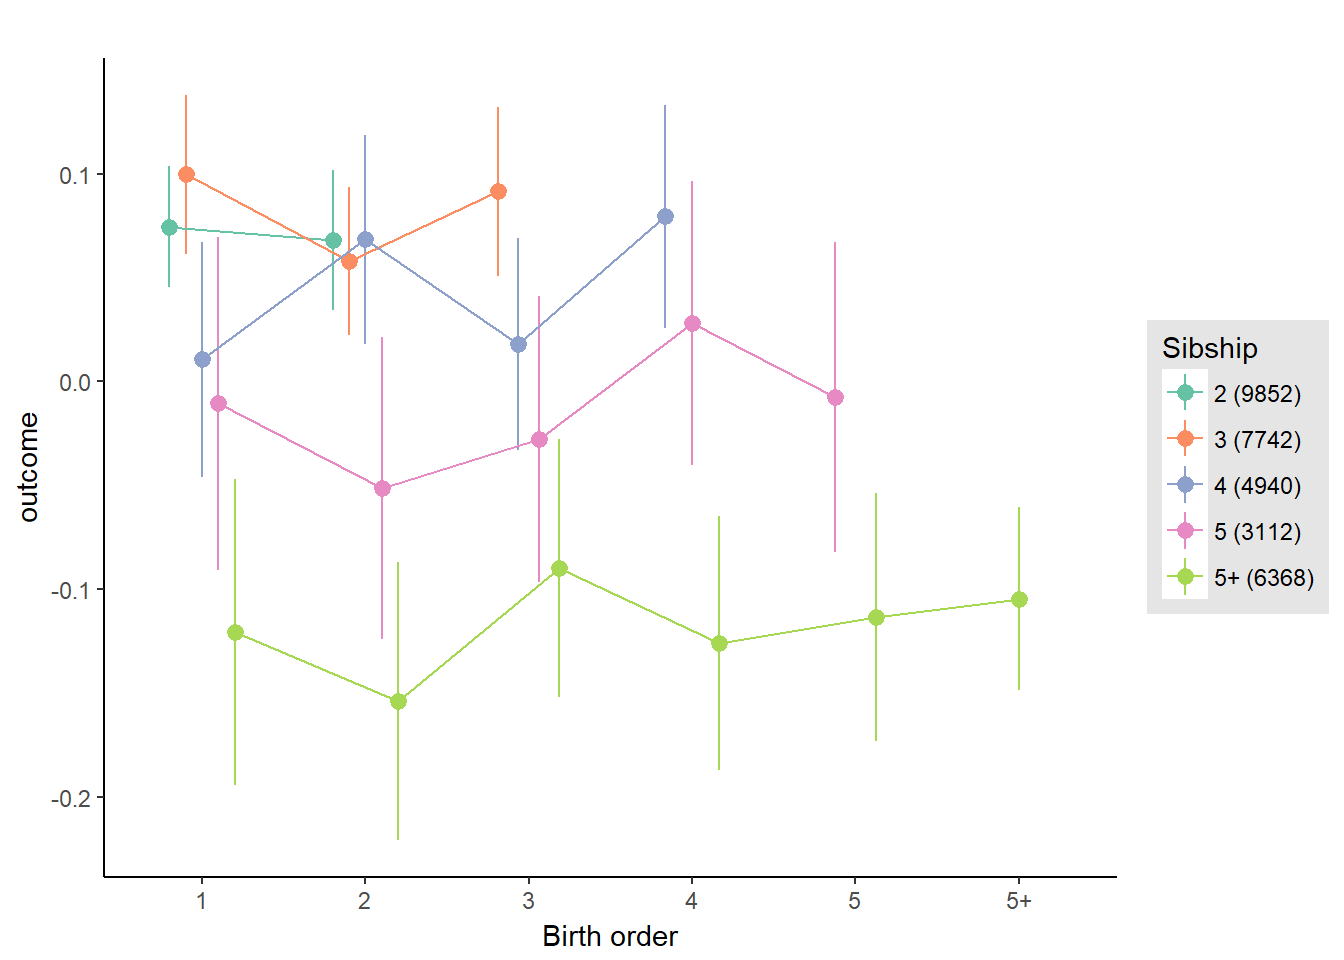 0.1
0.0
-0.1
-0.2
outcome
1 2 3 4 5 5+
Birth order
Sibship
2 (9852)
3 (7742)
4 (4940)
5 (3112)
5+ (6368)